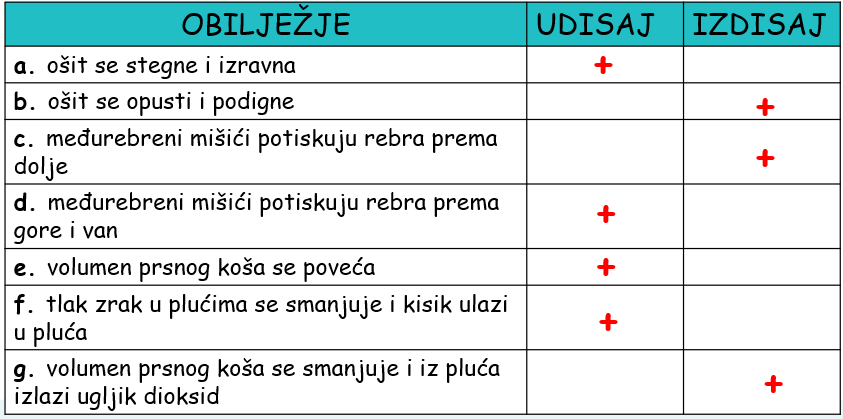 OBILJEŽJE UDISAJ IZDISAJ
a. ošit se stegne i izravna +
b. ošit se opusti i podigne +
c. međurebreni mišići potiskuju rebra prema
dolje +
d. međurebreni mišići potiskuju rebra prema
gore i van +
e. volumen prsnog koša se poveća +
f. tlak zrak u plućima se smanjuje i kisik ulazi
u pluća +
g. volumen prsnog koša se smanjuje i iz pluća
izlazi ugljik dioksid +